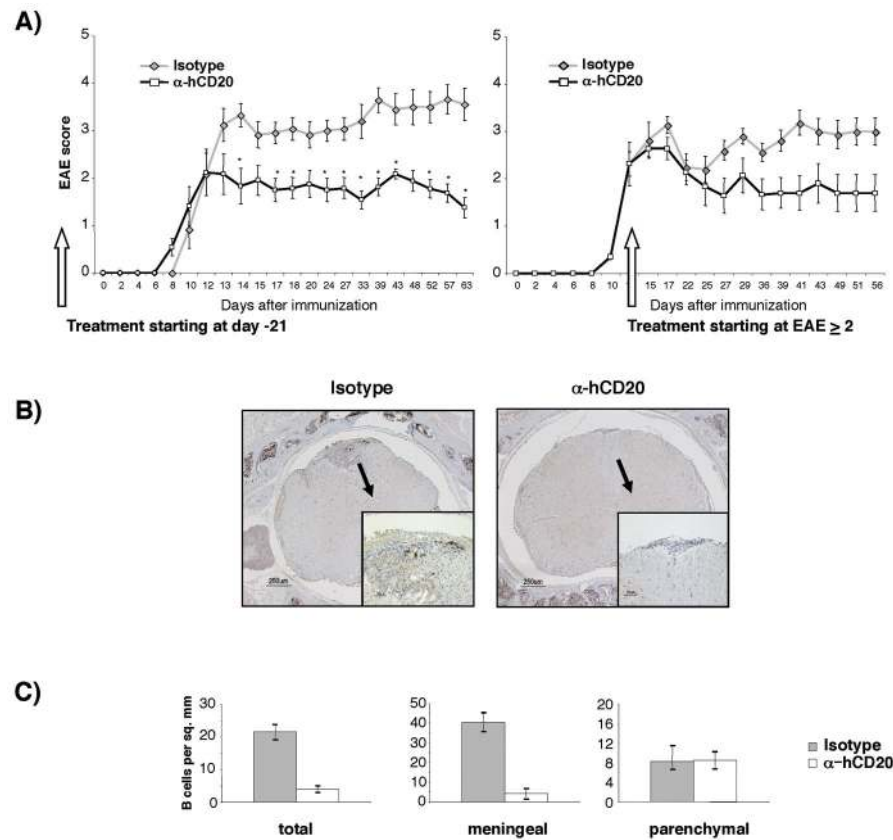 A)
Isotype
α-hCD20
EAE score
5
4
3
2
1
0
0 2 4 6 8 10 12 13 14 15 17 18 20 24 27 33 39 43 48 52 57 63
Days after immunization
Treatment starting at day -21
Isotype
α-hCD20
5
4
3
2
1
0
0 2 4 6 8 10 15 17 22 25 27 29 36 39 41 43 49 51 56
Days after immunization
Treatment starting at EAE ≥ 2
B)
Isotype
α-hCD20
250um
250um
C)
B cells per sq. mm
30
20
10
0
total
50
40
30
20
10
0
meningeal
20
16
12
8
4
0
parenchymal
Isotype
α-hCD20